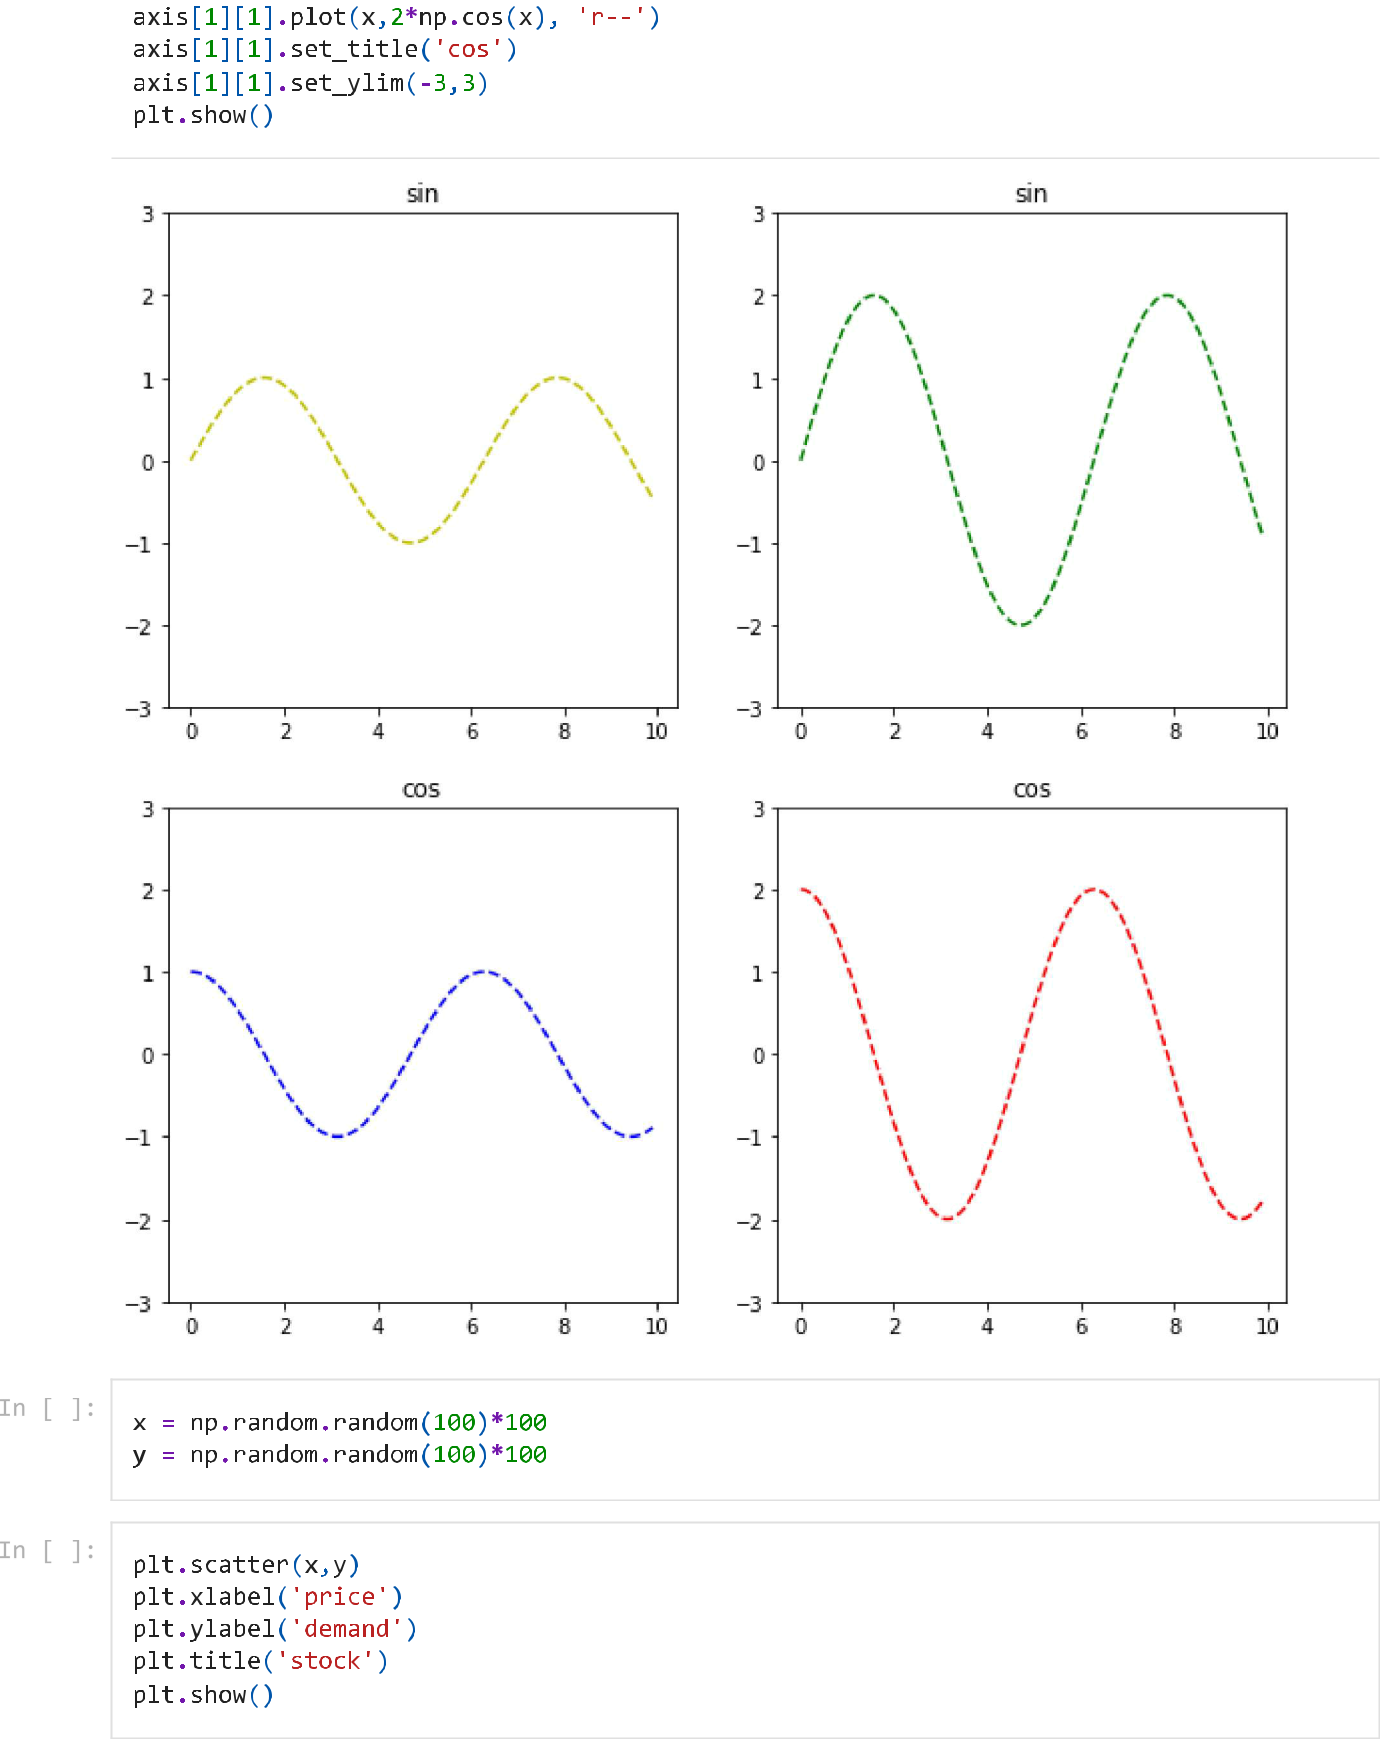 axis[1][1].plot(x,2*np.cos(x), 'r--')
axis[1][1].set_title('cos')
axis[1][1].set_ylim(-3,3)
plt.show()
sin
3
2
1
0
−1
−2
−3
0 2 4 6 8 10
sin
3
2
1
0
−1
−2
−3
0 2 4 6 8 10
cos
3
2
1
0
−1
−2
−3
0 2 4 6 8 10
cos
3
2
1
0
−1
−2
−3
0 2 4 6 8 10
In [ ]:
x = np.random.random(100)*100
y = np.random.random(100)*100
In [ ]:
plt.scatter(x,y)
plt.xlabel('price')
plt.ylabel('demand')
plt.title('stock')
plt.show()